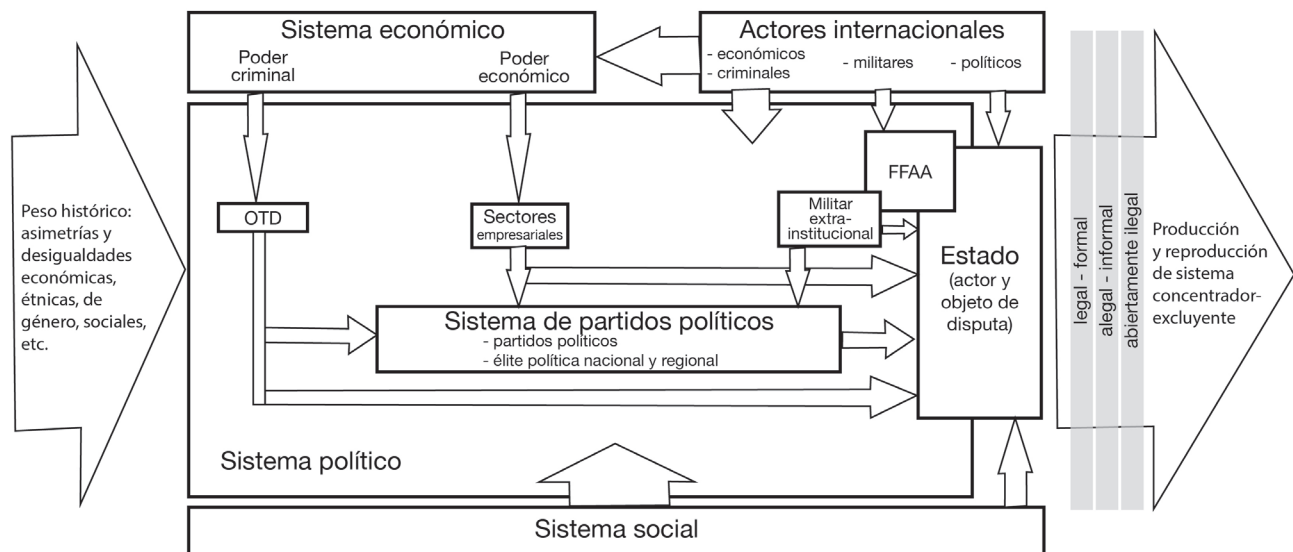 Sistema económico
Poder
criminal
Poder
económico
Actores internacionales
- económicos
- criminales
- militares
- políticos
Peso histórico:
asimetrías y
desigualdades
económicas,
étnicas, de
género, sociales,
etc.
OTD
Sectores
empresariales
Militar
extra-
institucional
FFAA
Estado
(actor y
objeto de
disputa)
Sistema de partidos políticos
- partidos políticos
- élite política nacional y regional
Sistema político
Sistema social
legal - formal
alegal - informal
abiertamente ilegal
Producción
y reproducción
de sistema
concentrador-
excluyente